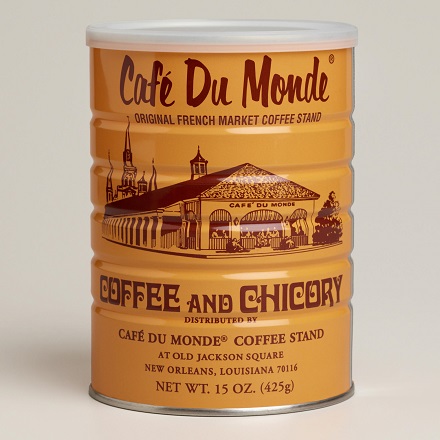 Café Du Monde®
ORIGINAL FRENCH MARKET COFFEE STAND
CAFE DU MONDE
COFFEE AND CHICORY
DISTRIBUTED BY
CAFÉ DU MONDE® COFFEE STAND
AT OLD JACKSON SQUARE
NEW ORLEANS, LOUISIANA 70116
NET WT. 15 OZ. (425g)